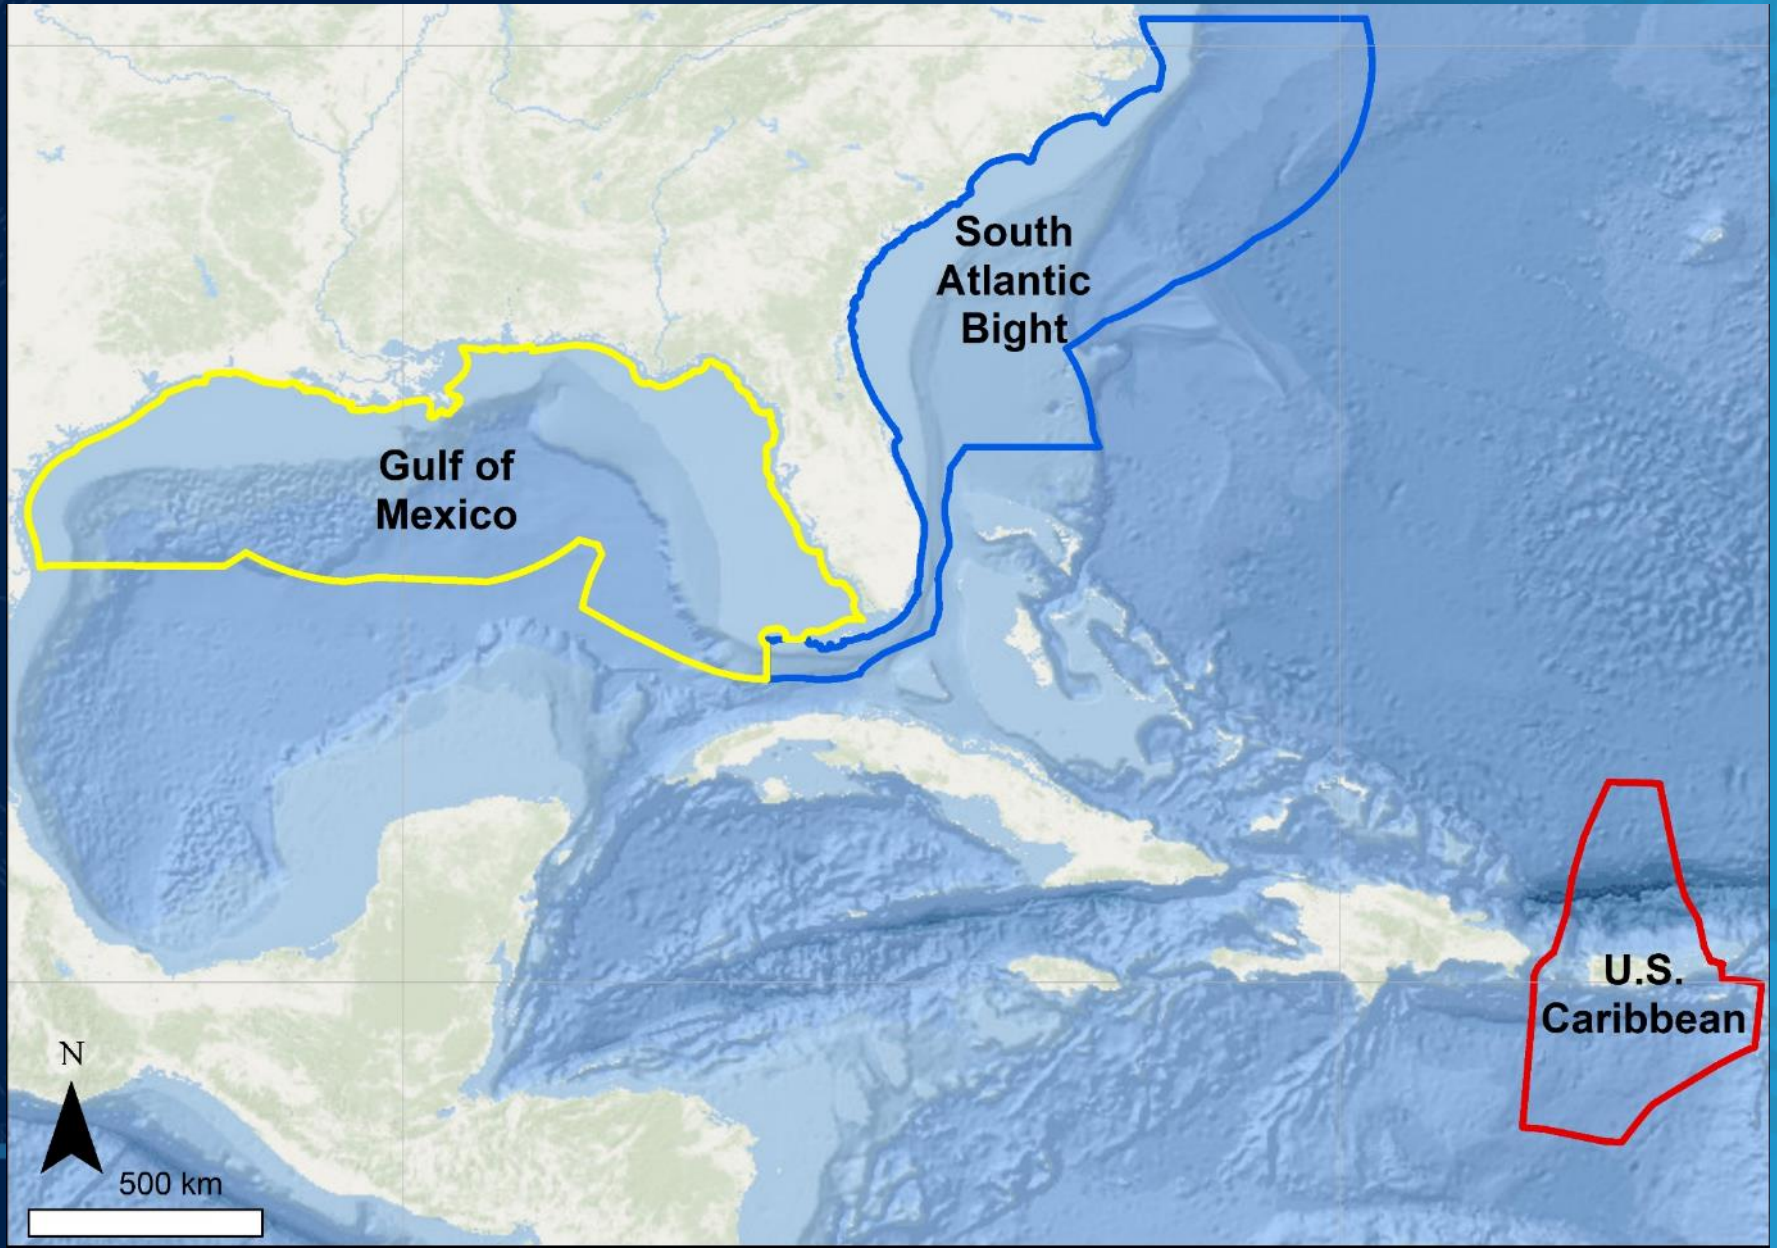 South
Atlantic
Bight
Gulf of
Mexico
U.S.
Caribbean
N
500 km